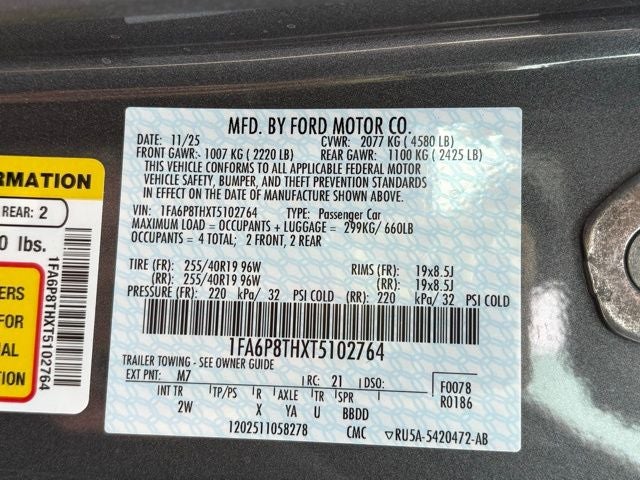 MFD. BY FORD MOTOR CO.
DATE: 11/25 CVWR: 2077 KG ( 4580 LB)
FRONT GAWR: 1007 KG ( 2220 LB) REAR GAWR: 1100 KG ( 2425 LB)
THIS VEHICLE CONFORMS TO ALL APPLICABLE FEDERAL MOTOR
VEHICLE SAFETY, BUMPER, AND THEFT PREVENTION STANDARDS
IN EFFECT ON THE DATE OF MANUFACTURE SHOWN ABOVE.
VIN: 1FA6P8THXT5102764 TYPE: Passenger Car
MAXIMUM LOAD = OCCUPANTS + LUGGAGE = 299KG/ 660LB
OCCUPANTS = 4 TOTAL; 2 FRONT, 2 REAR
TIRE (FR): 255/40R19 96W RIMS (FR): 19x8.5J
(RR): 255/40R19 96W (RR): 19x8.5J
PRESSURE (FR): 220 kPa/ 32 PSI COLD (RR): 220 kPa/ 32 PSI COLD
1FA6P8THXT5102764
TRAILER TOWING - SEE OWNER GUIDE
EXT PNT: M7 RC: 21 DSO: F0078
INT TR TP/PS R AXLE TR SPR R0186
2W X YA U BBDD
1202511058278 CMC RU5A-5420472-AB
RMATION
REAR: 2
0 lbs.
ERS
FOR
NAL
TION
1FA6P8THXT5102764